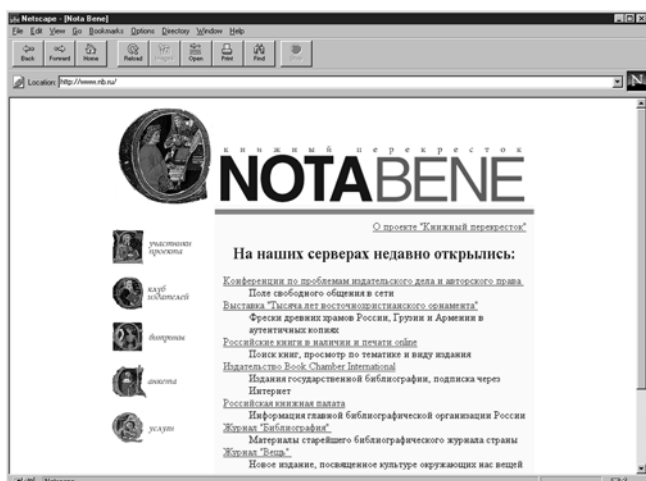 Netscape - [Nota Bene]
File Edit View Go Bookmarks Options Directory Window Help
Back Forward Home Reload Images Open Print Find Stop
Location: http://www.nb.ru/
N
книжный перекресток
NOTABENE
О проекте "Книжный перекресток"
участники
проекта
клуб
издателей
витрины
анкета
услуги
На наших серверах недавно открылись:
Конференции по проблемам издательского дела и авторского права
Поле свободного общения в сети
Выставка "Тысяча лет восточнохристианского орнамента"
Фрески древних храмов России, Грузии и Армении в
аутентичных копиях
Российские книги в наличии и печати online
Поиск книг, просмотр по тематике и виду издания
Издательство Book Chamber International
Издания государственной библиографии, подписка через
Интернет
Российская книжная палата
Информация главной библиографической организации России
Журнал "Библиография"
Материалы старейшего библиографического журнала страны
Журнал "Вещь"
Новое издание, посвященное культуре окружающих нас вещей
Netscape